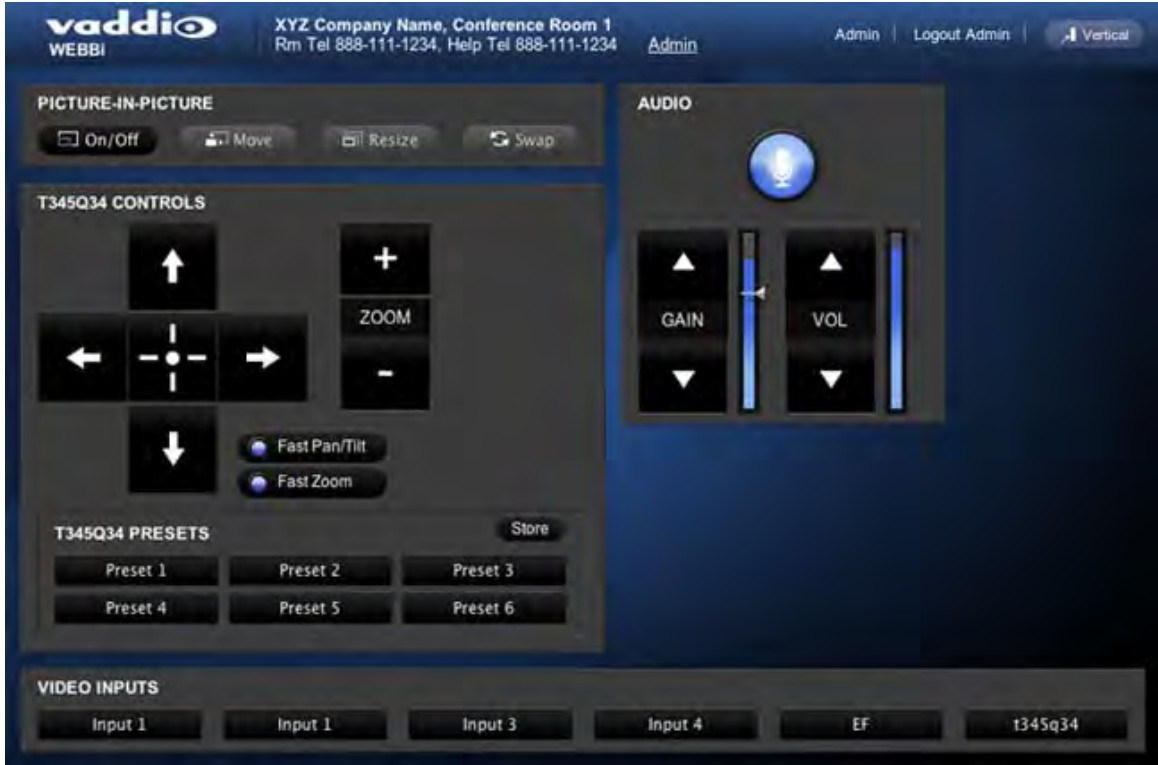 vaddio
WEBBi
XYZ Company Name, Conference Room 1
Rm Tel 888-111-1234, Help Tel 888-111-1234 Admin
Admin | Logout Admin | Vertical
PICTURE-IN-PICTURE
On/Off Move Resize Swap
T345Q34 CONTROLS
+
ZOOM
-
Fast Pan/Tilt
Fast Zoom
T345Q34 PRESETS Store
Preset 1 Preset 2 Preset 3
Preset 4 Preset 5 Preset 6
AUDIO
GAIN VOL
VIDEO INPUTS
Input 1 Input 1 Input 3 Input 4 EF t345q34